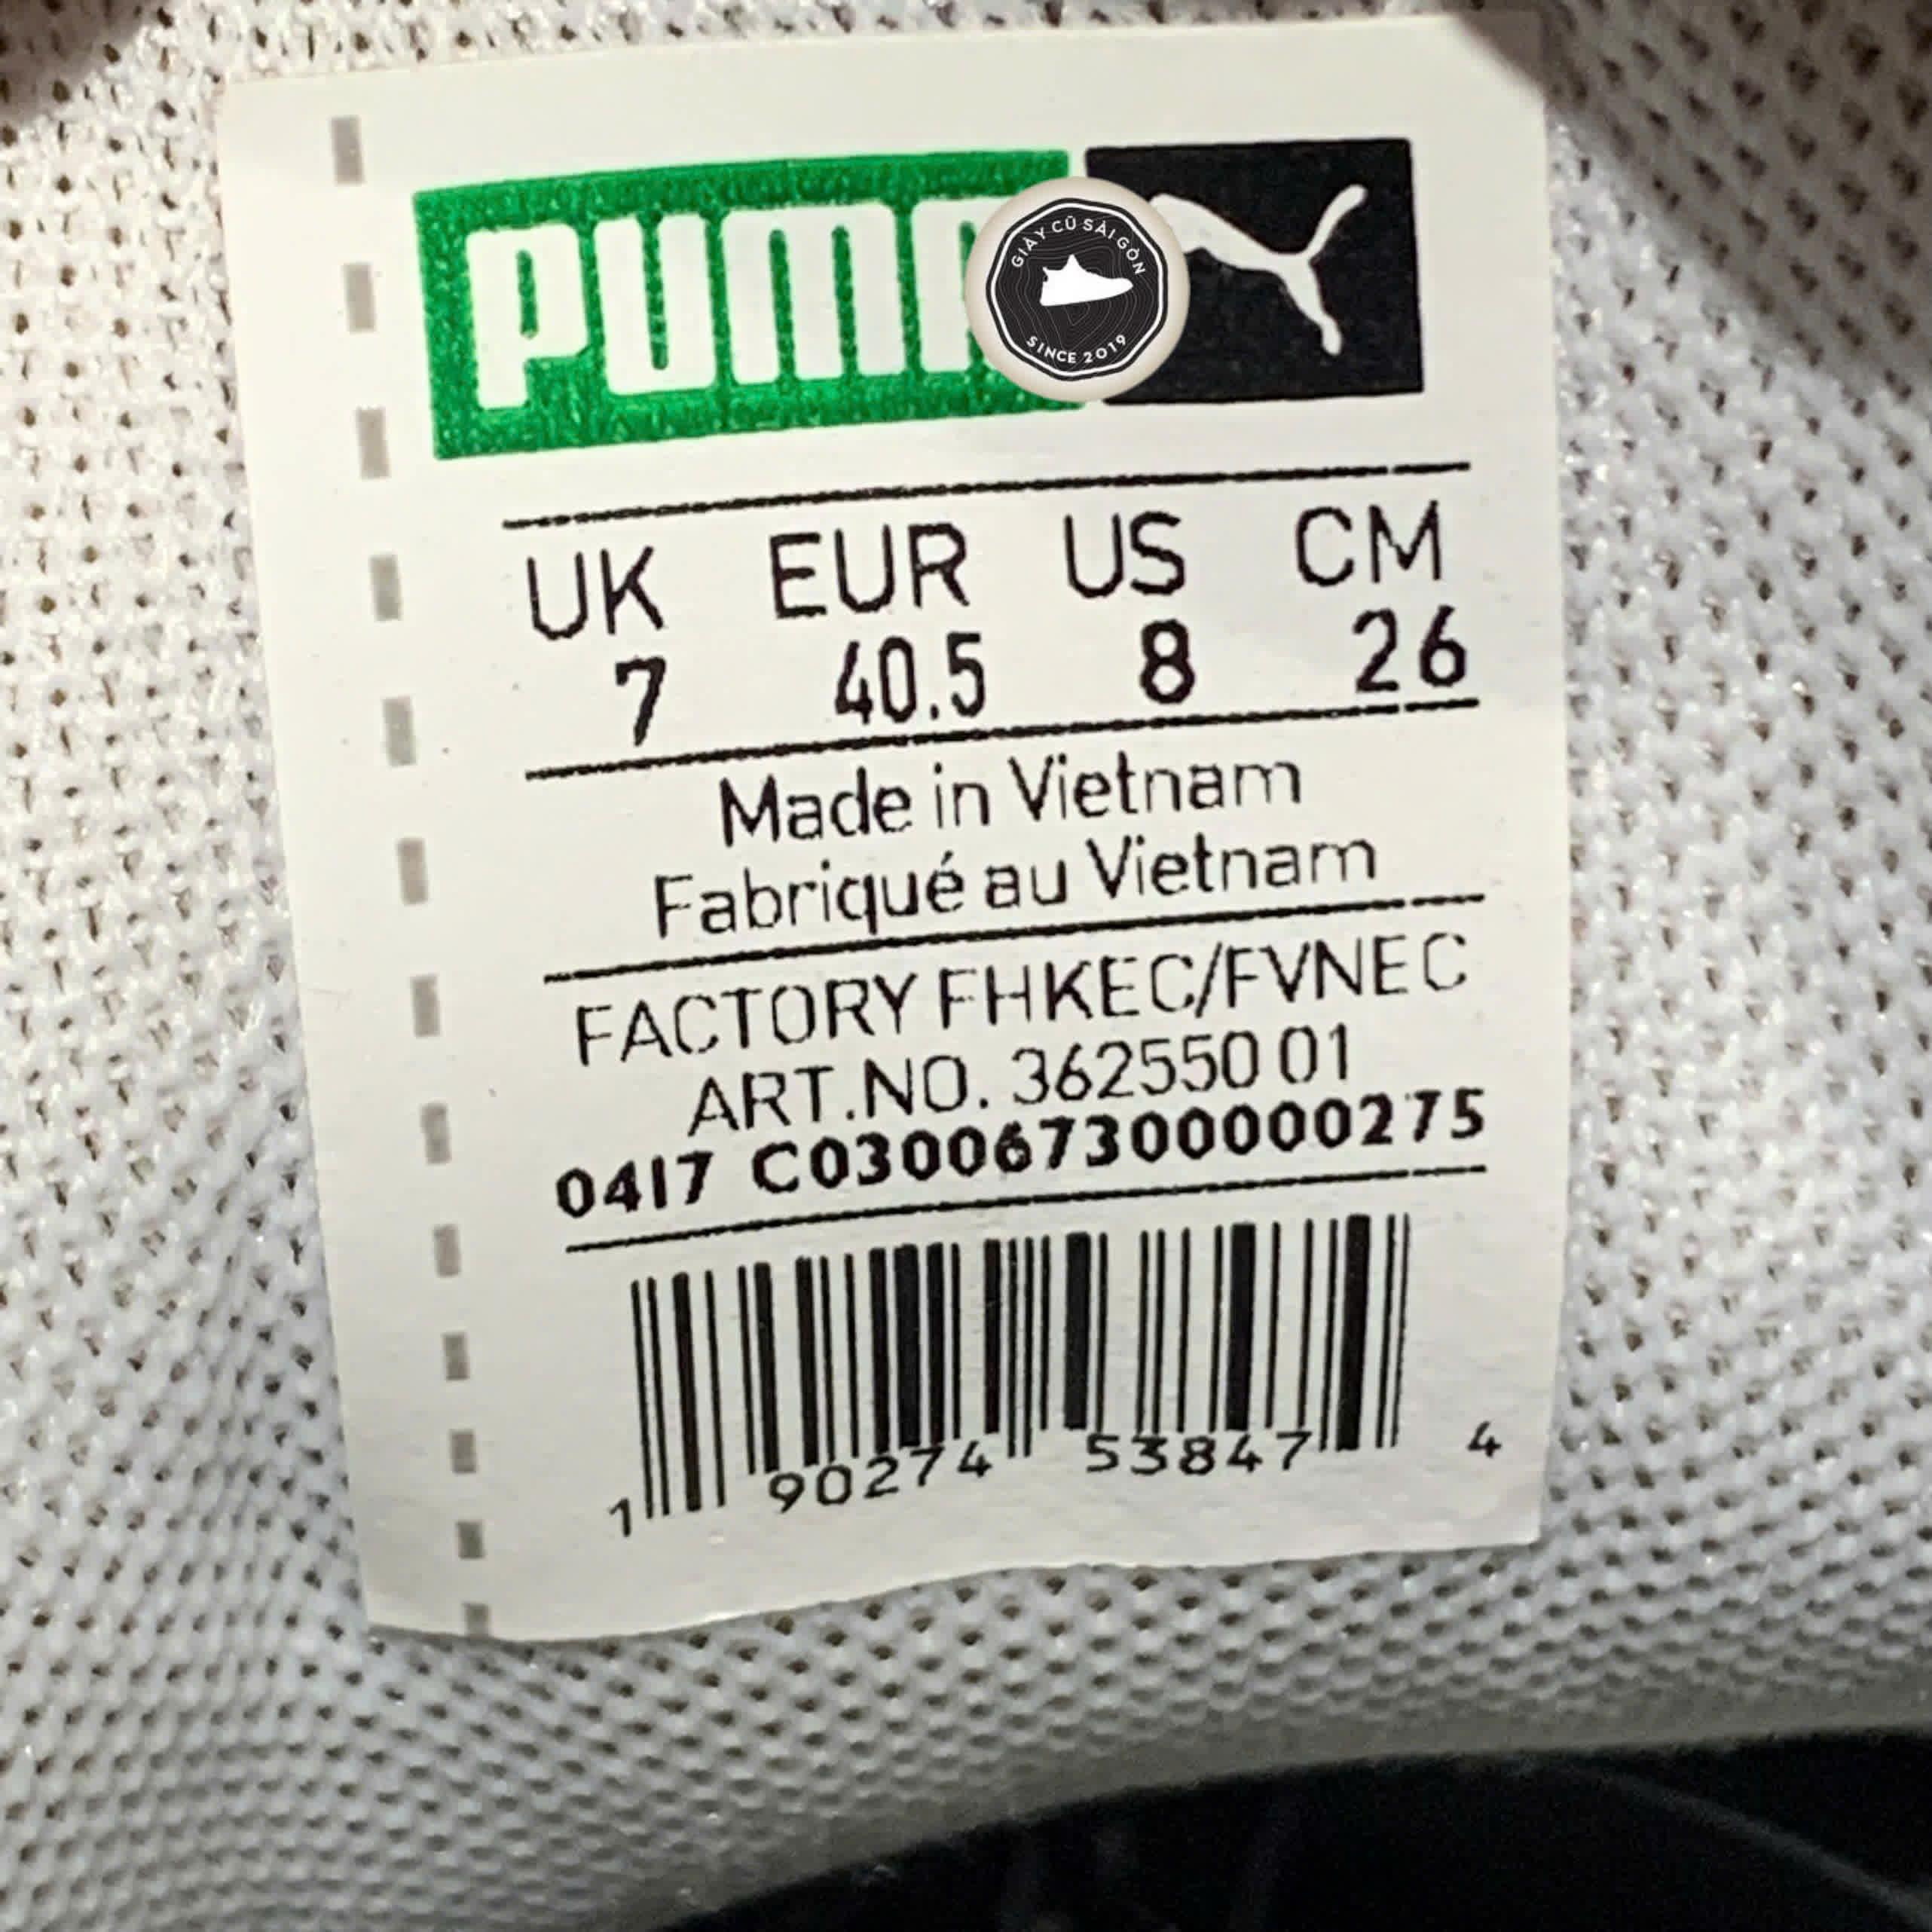 PUMA
GIÀY CŨ SÀI GÒN
SINCE 2019
UK EUR US CM
7 40.5 8 26
Made in Vietnam
Fabriqué au Vietnam
FACTORY FHKEC/FVNEC
ART.NO. 362550 01
0417 C030067300000275
1 90274 53847 4